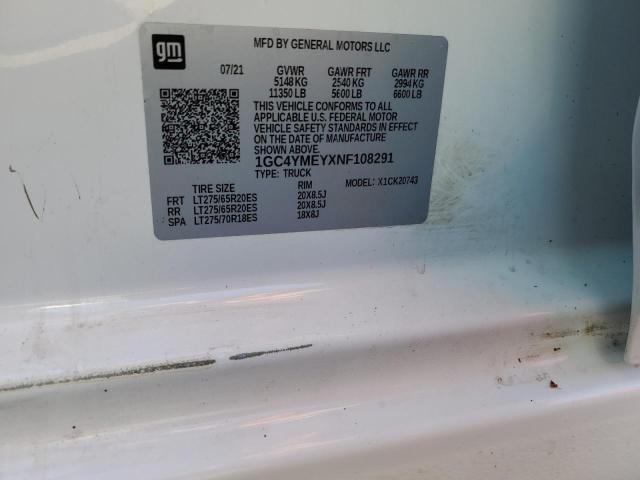 gm
MFD BY GENERAL MOTORS LLC
07/21 GVWR GAWR FRT GAWR RR
5148 KG 2540 KG 2994 KG
11350 LB 5600 LB 6600 LB
THIS VEHICLE CONFORMS TO ALL
APPLICABLE U.S. FEDERAL MOTOR
VEHICLE SAFETY STANDARDS IN EFFECT
ON THE DATE OF MANUFACTURE
SHOWN ABOVE.
1GC4YMEYXNF108291
TYPE: TRUCK MODEL: X1CK20743
TIRE SIZE RIM
FRT LT275/65R20ES 20X8.5J
RR LT275/65R20ES 20X8.5J
SPA LT275/70R18ES 18X8J